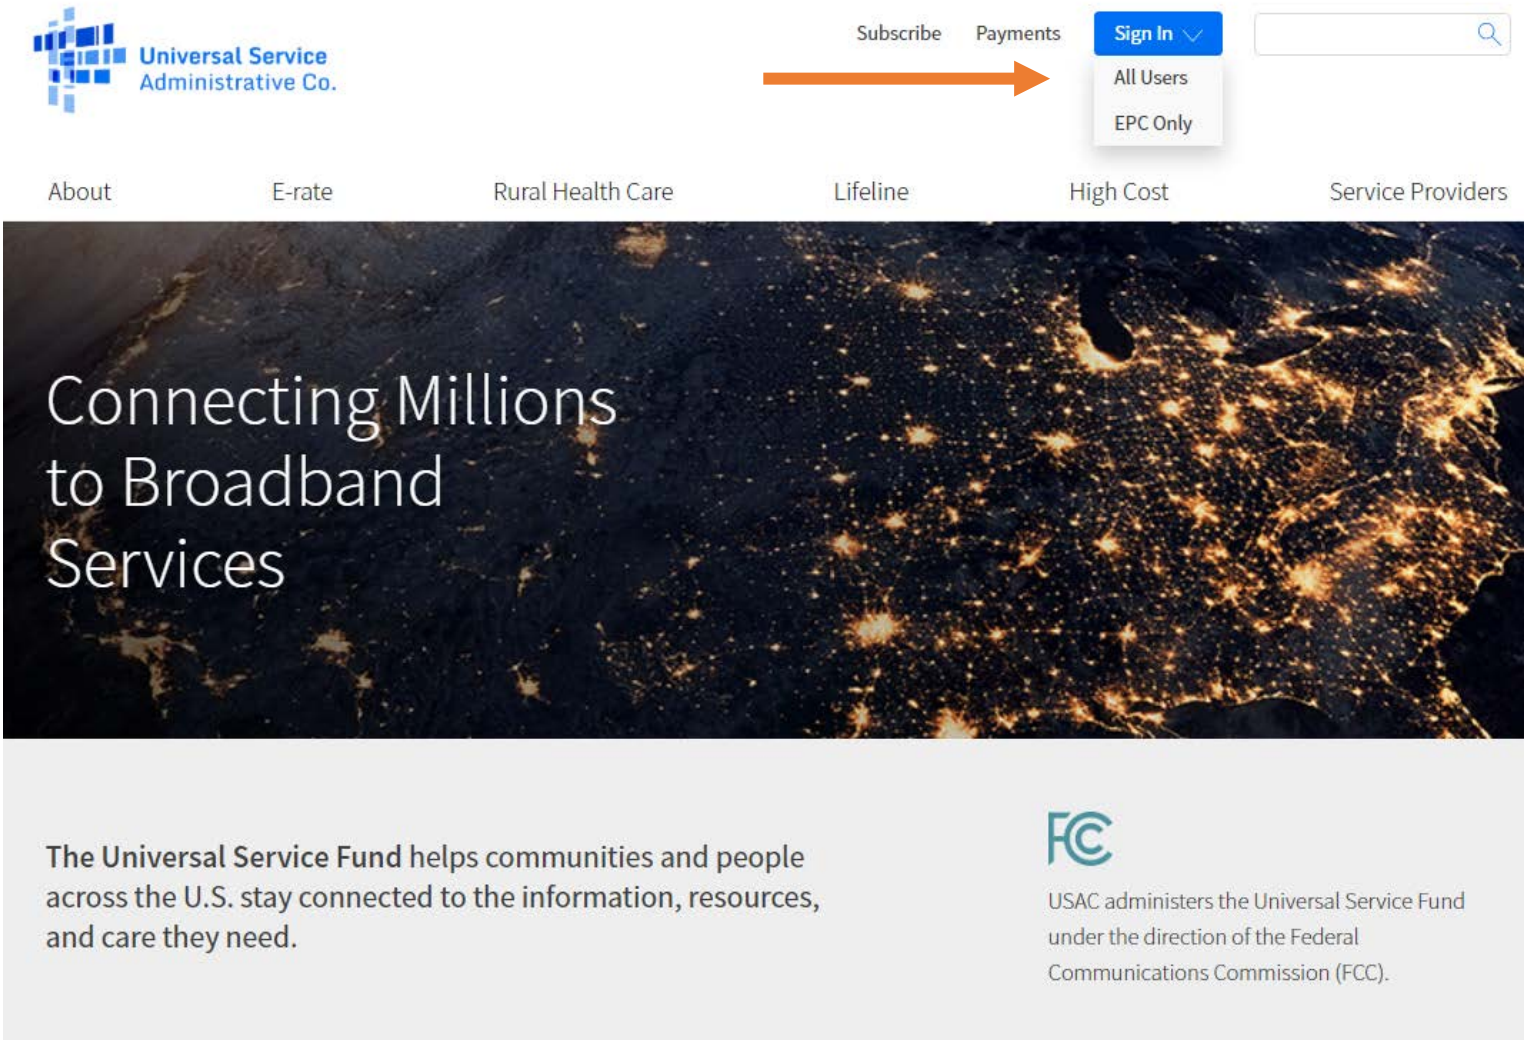 Universal Service
Administrative Co.
Subscribe Payments Sign In
All Users
EPC Only
About E-rate Rural Health Care Lifeline High Cost Service Providers
Connecting Millions
to Broadband
Services
The Universal Service Fund helps communities and people
across the U.S. stay connected to the information, resources,
and care they need.
FCC
USAC administers the Universal Service Fund
under the direction of the Federal
Communications Commission (FCC).